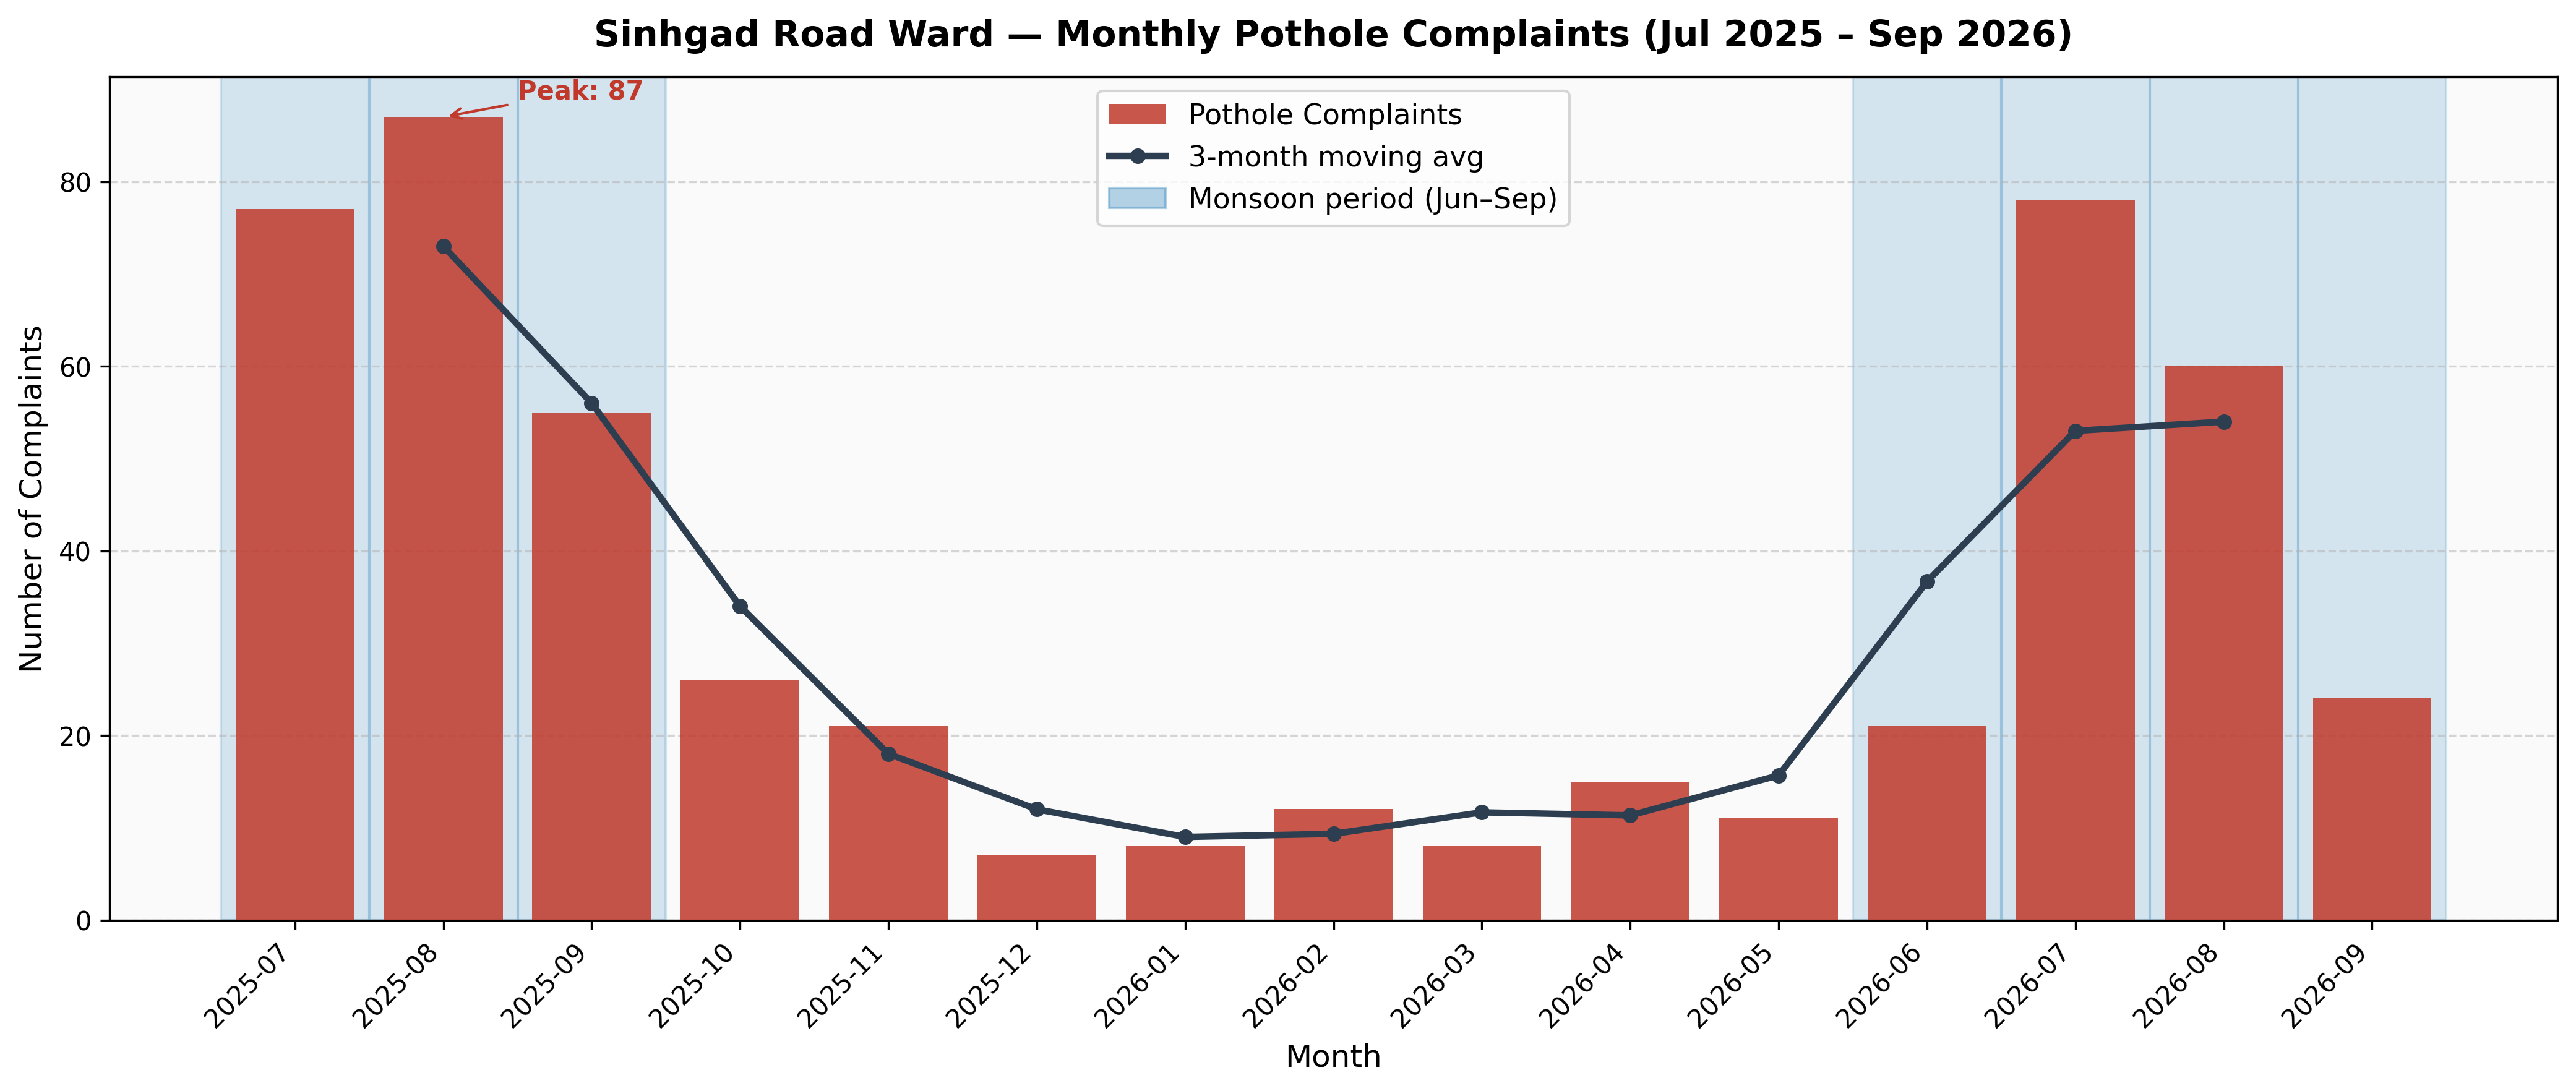 Sinhgad Road Ward — Monthly Pothole Complaints (Jul 2025 – Sep 2026)
Peak: 87
Pothole Complaints
3-month moving avg
Monsoon period (Jun–Sep)
Number of Complaints
80
60
40
20
0
2025-07
2025-08
2025-09
2025-10
2025-11
2025-12
2026-01
2026-02
2026-03
2026-04
2026-05
2026-06
2026-07
2026-08
2026-09
Month